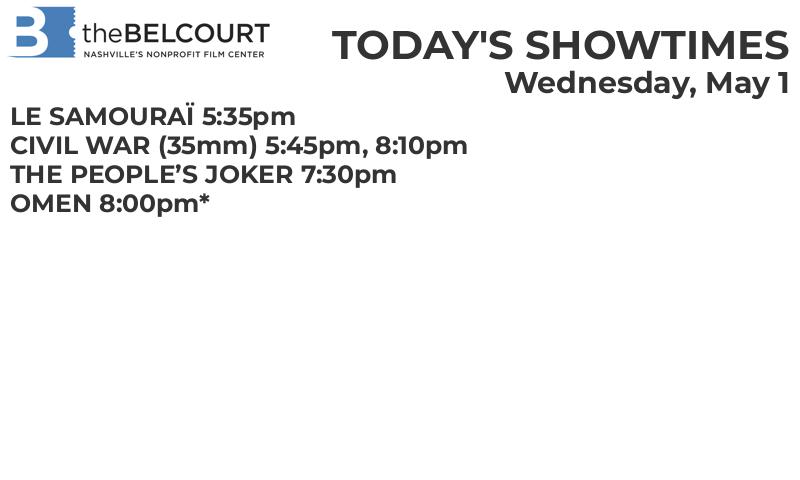 B theBELCOURT
NASHVILLE'S NONPROFIT FILM CENTER
TODAY'S SHOWTIMES
Wednesday, May 1
LE SAMOURAÏ 5:35pm
CIVIL WAR (35mm) 5:45pm, 8:10pm
THE PEOPLE’S JOKER 7:30pm
OMEN 8:00pm*